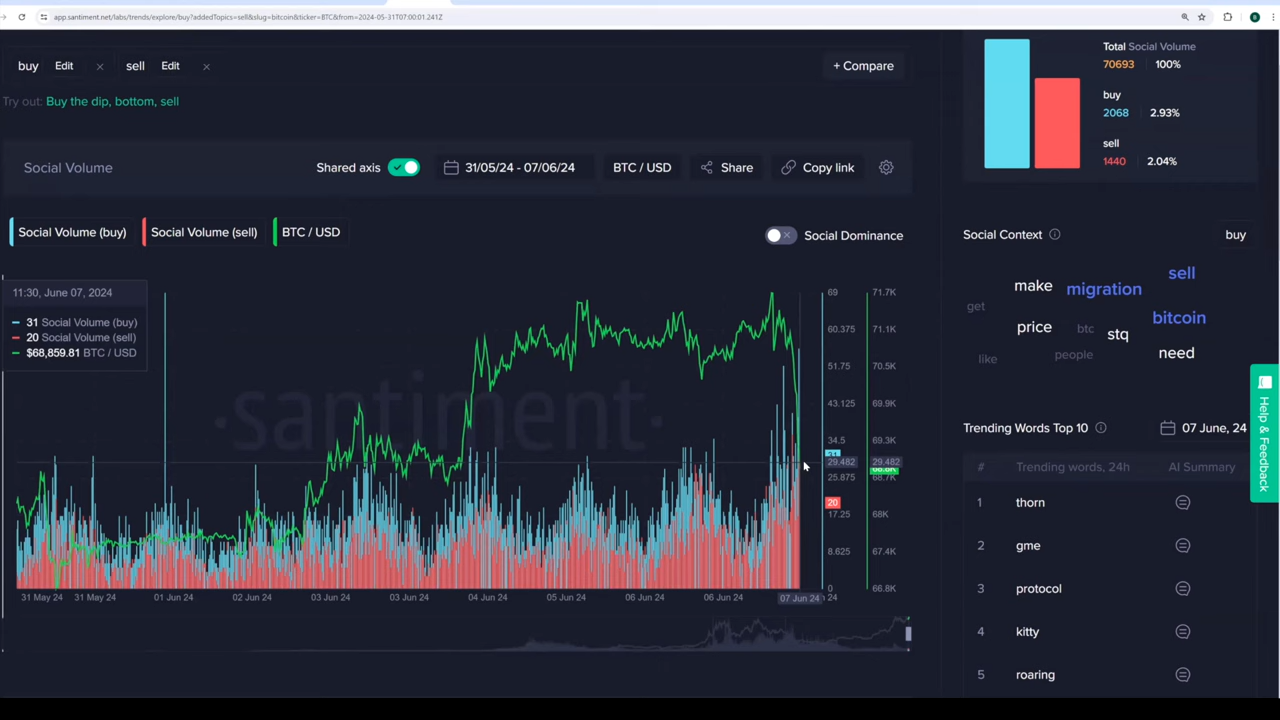 app.santiment.net/labs/trends/explore/buy?addedTopics=sell&slug=bitcoin&ticker=BTC&from=2024-05-31T07:00:01.241Z
B
buy Edit × sell Edit ×
+ Compare
Try out: Buy the dip, bottom, sell
Social Volume
Shared axis
31/05/24 - 07/06/24
BTC / USD
Share
Copy link
Social Volume (buy)
Social Volume (sell)
BTC / USD
Social Dominance
11:30, June 07, 2024
31 Social Volume (buy)
20 Social Volume (sell)
$68,859.81 BTC / USD
·santiment·
69
60.375
51.75
43.125
34.5
31
29.482
25.875
20
17.25
8.625
0
71.7K
71.1K
70.5K
69.9K
69.3K
29.482
68.7K
68K
67.4K
66.8K
31 May 24
31 May 24
01 Jun 24
02 Jun 24
03 Jun 24
03 Jun 24
04 Jun 24
05 Jun 24
06 Jun 24
06 Jun 24
07 Jun 24
24
Total Social Volume
70693 100%
buy
2068 2.93%
sell
1440 2.04%
Social Context
buy
sell
make
migration
get
bitcoin
price
btc
stq
people
need
like
Trending Words Top 10
07 June, 24
# Trending words, 24h AI Summary
1 thorn
2 gme
3 protocol
4 kitty
5 roaring
Help & Feedback